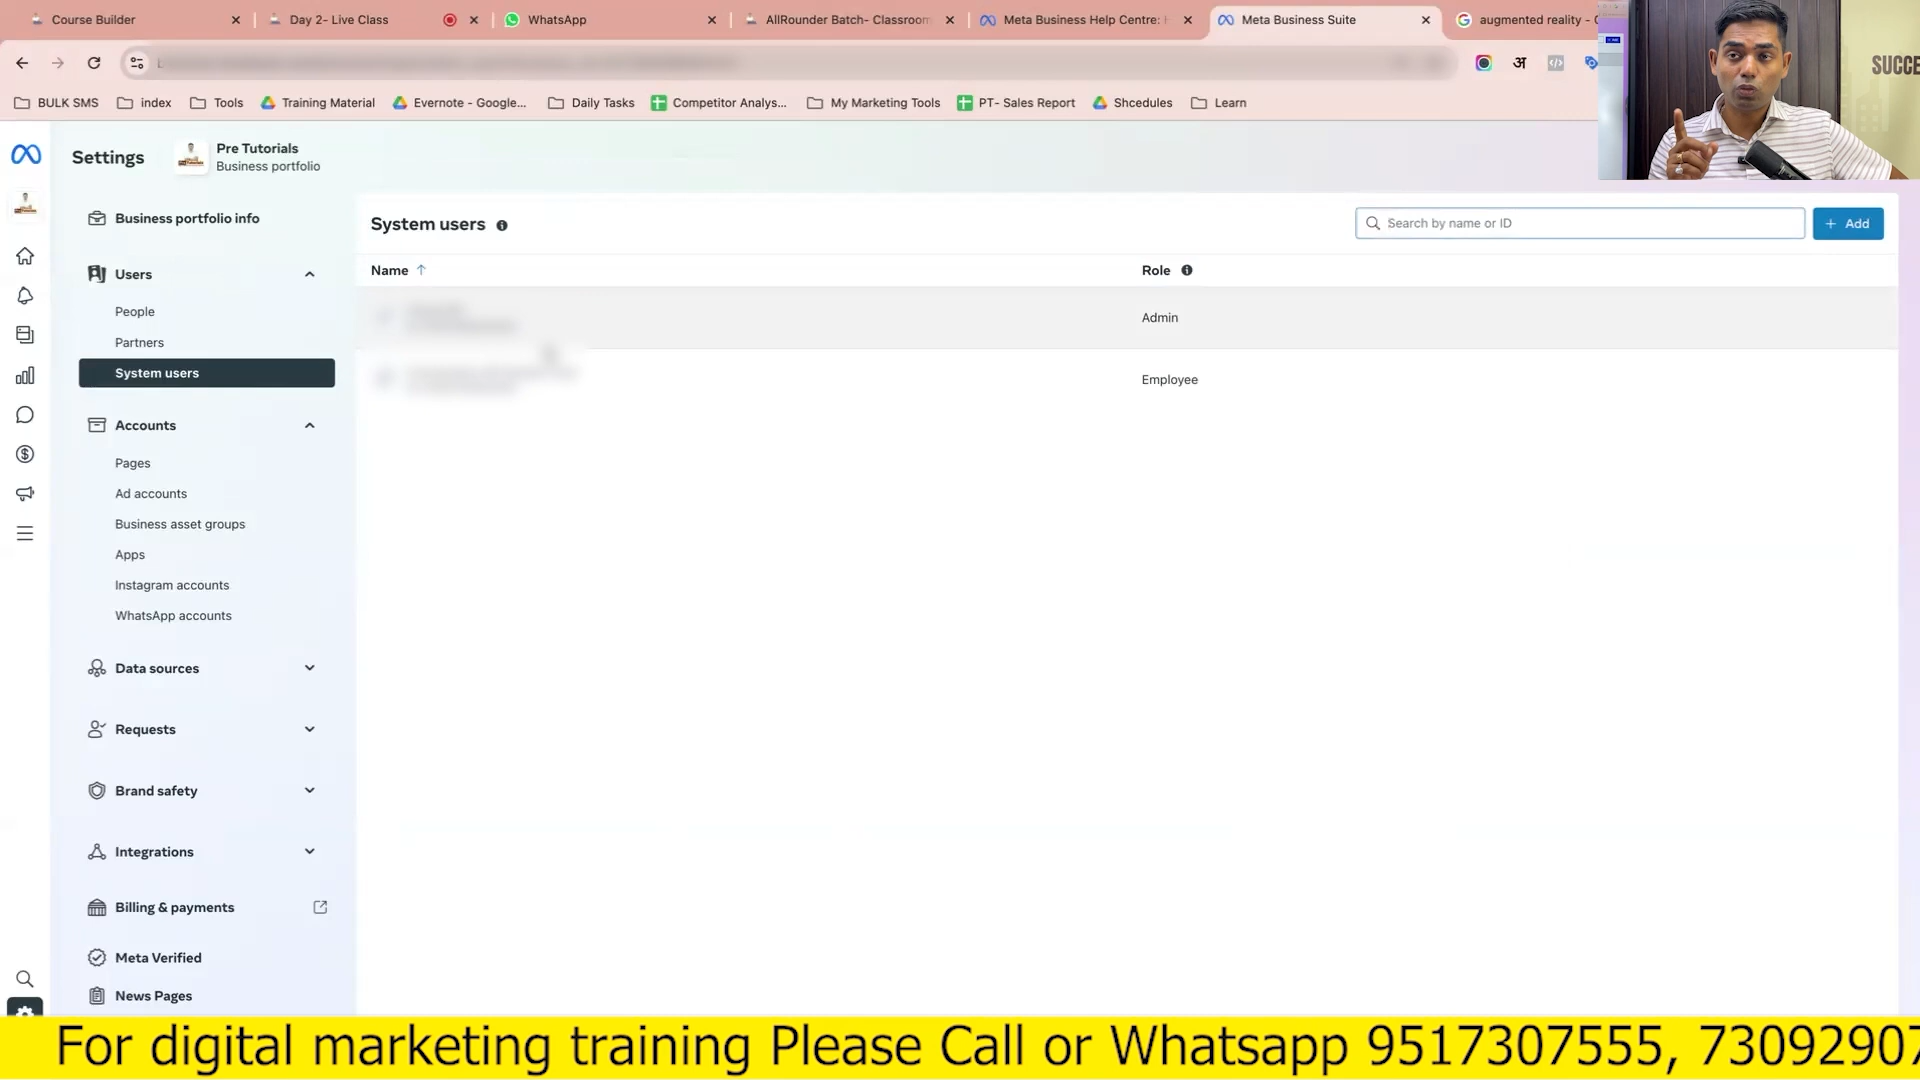 Course Builder
Day 2- Live Class
WhatsApp
AllRounder Batch- Classroom
Meta Business Help Centre:
Meta Business Suite
augmented reality -
BULK SMS
index
Tools
Training Material
Evernote - Google...
Daily Tasks
Competitor Analys...
My Marketing Tools
PT- Sales Report
Shcedules
Learn
अ
SUCCE
Settings
Pre Tutorials
Business portfolio
Business portfolio info
Users
People
Partners
System users
Accounts
Pages
Ad accounts
Business asset groups
Apps
Instagram accounts
WhatsApp accounts
Data sources
Requests
Brand safety
Integrations
Billing & payments
Meta Verified
News Pages
System users
Search by name or ID
+ Add
Name ↑
Role
Admin
Employee
For digital marketing training Please Call or Whatsapp 9517307555, 73092907